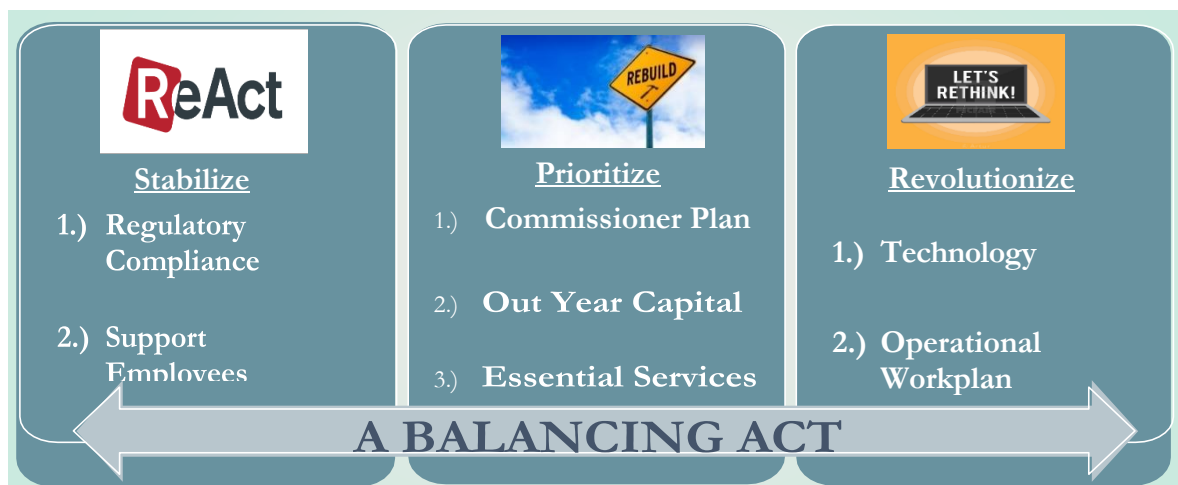 ReAct
Stabilize
1.) Regulatory
Compliance
2.) Support
Employees
REBUILD
Prioritize
1.) Commissioner Plan
2.) Out Year Capital
3.) Essential Services
LET'S
RETHINK!
Revolutionize
1.) Technology
2.) Operational
Workplan
A BALANCING ACT